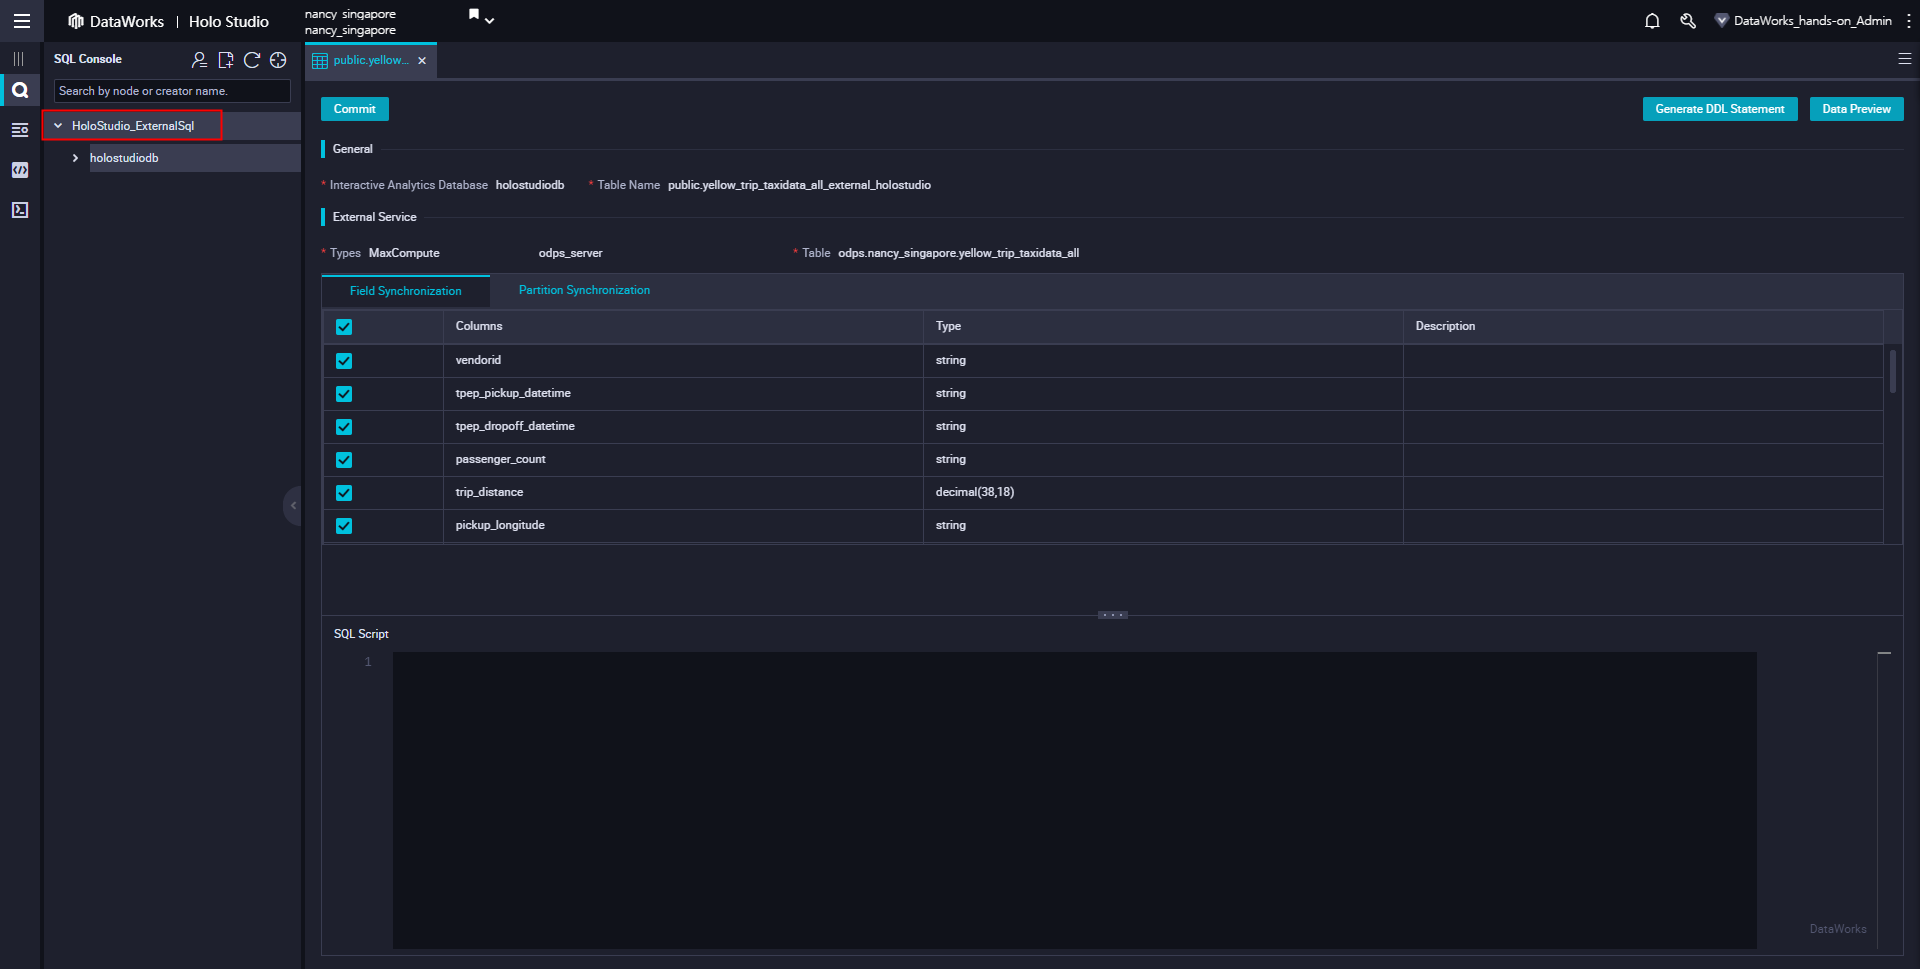 DataWorks | Holo Studio
nancy_singapore
nancy_singapore
DataWorks_hands-on_Admin
SQL Console
Search by node or creator name.
HoloStudio_ExternalSql
holostudiodb
public.yellow...
Commit
Generate DDL Statement
Data Preview
General
* Interactive Analytics Database holostudiodb * Table Name public.yellow_trip_taxidata_all_external_holostudio
External Service
* Types MaxCompute odps_server * Table odps.nancy_singapore.yellow_trip_taxidata_all
Field Synchronization Partition Synchronization
Columns Type Description
vendorid string
tpep_pickup_datetime string
tpep_dropoff_datetime string
passenger_count string
trip_distance decimal(38,18)
pickup_longitude string
SQL Script
1
DataWorks